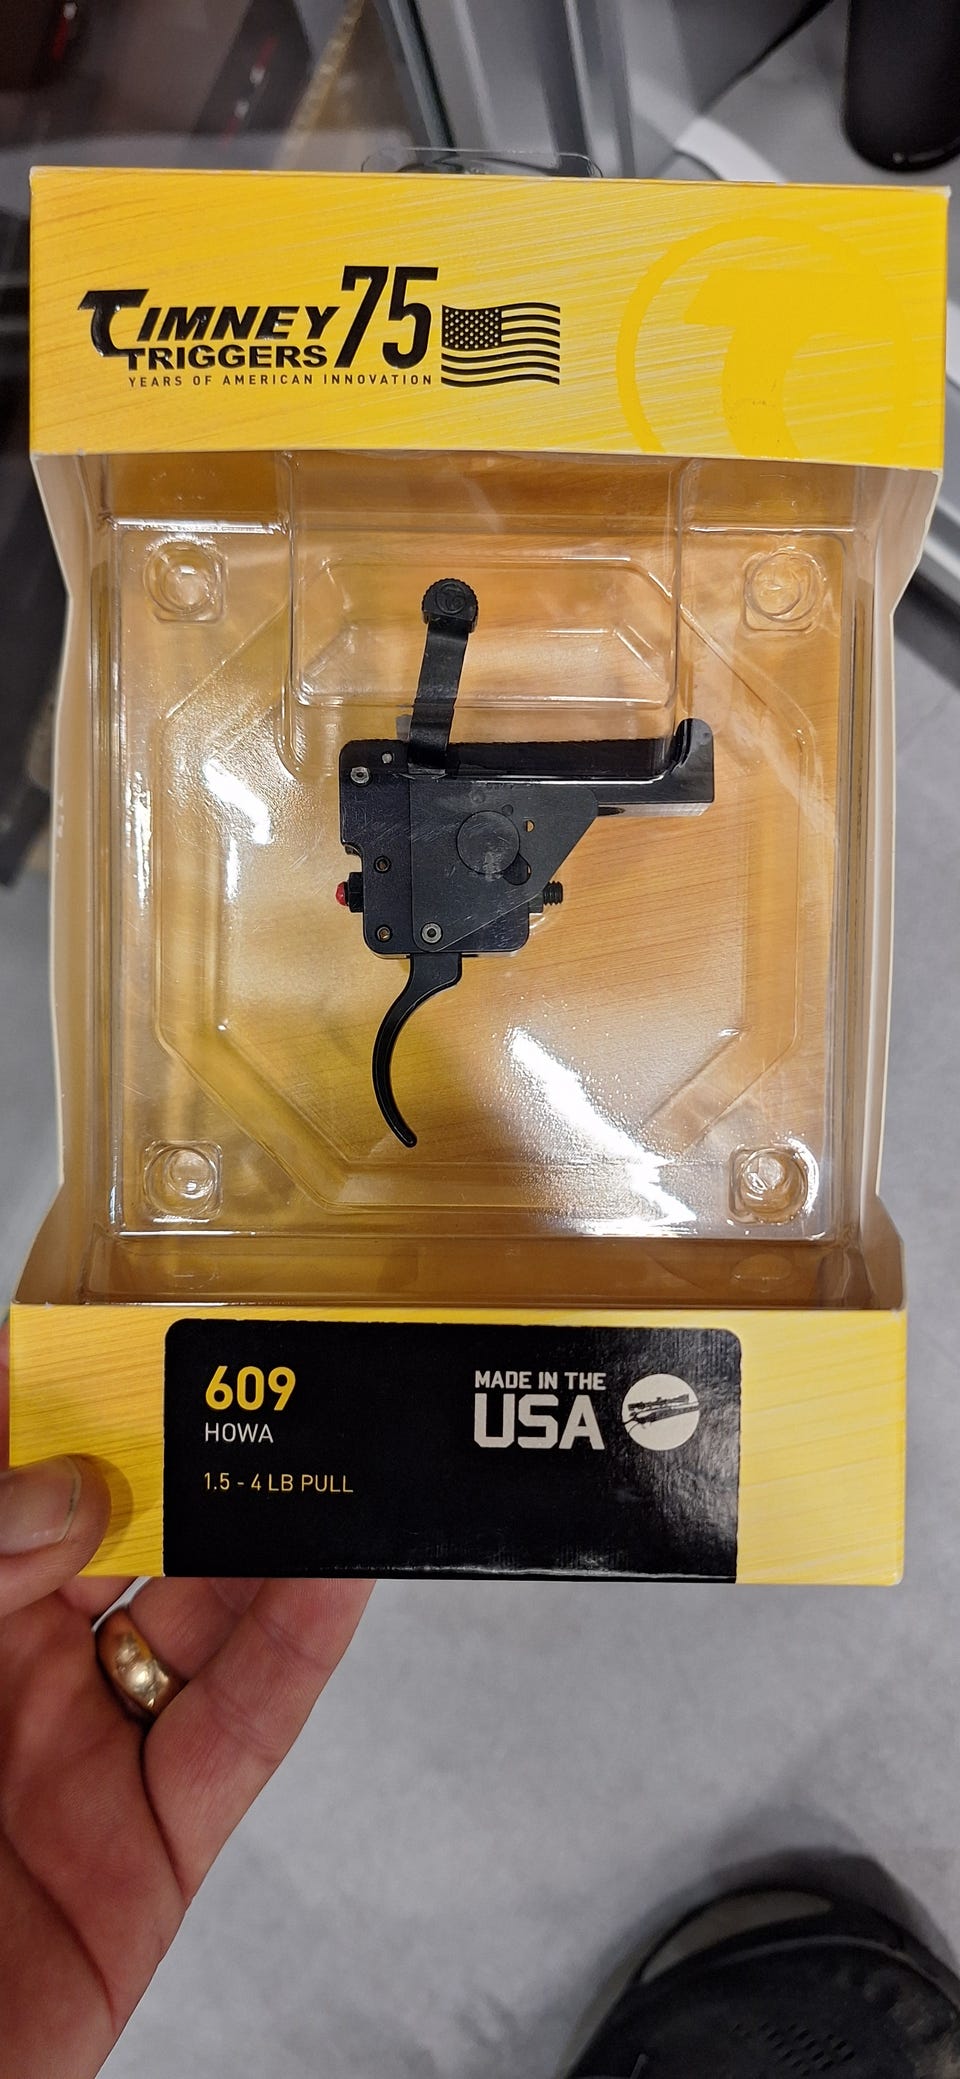 TIMNEY 75
TRIGGERS
YEARS OF AMERICAN INNOVATION
609
HOWA
1.5 - 4 LB PULL
MADE IN THE
USA